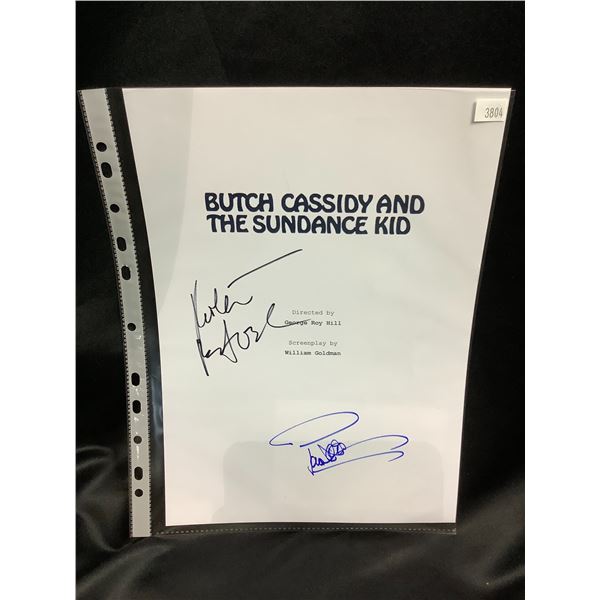 3804
BUTCH CASSIDY AND
THE SUNDANCE KID
Directed by
George Roy Hill
Screenplay by
William Goldman